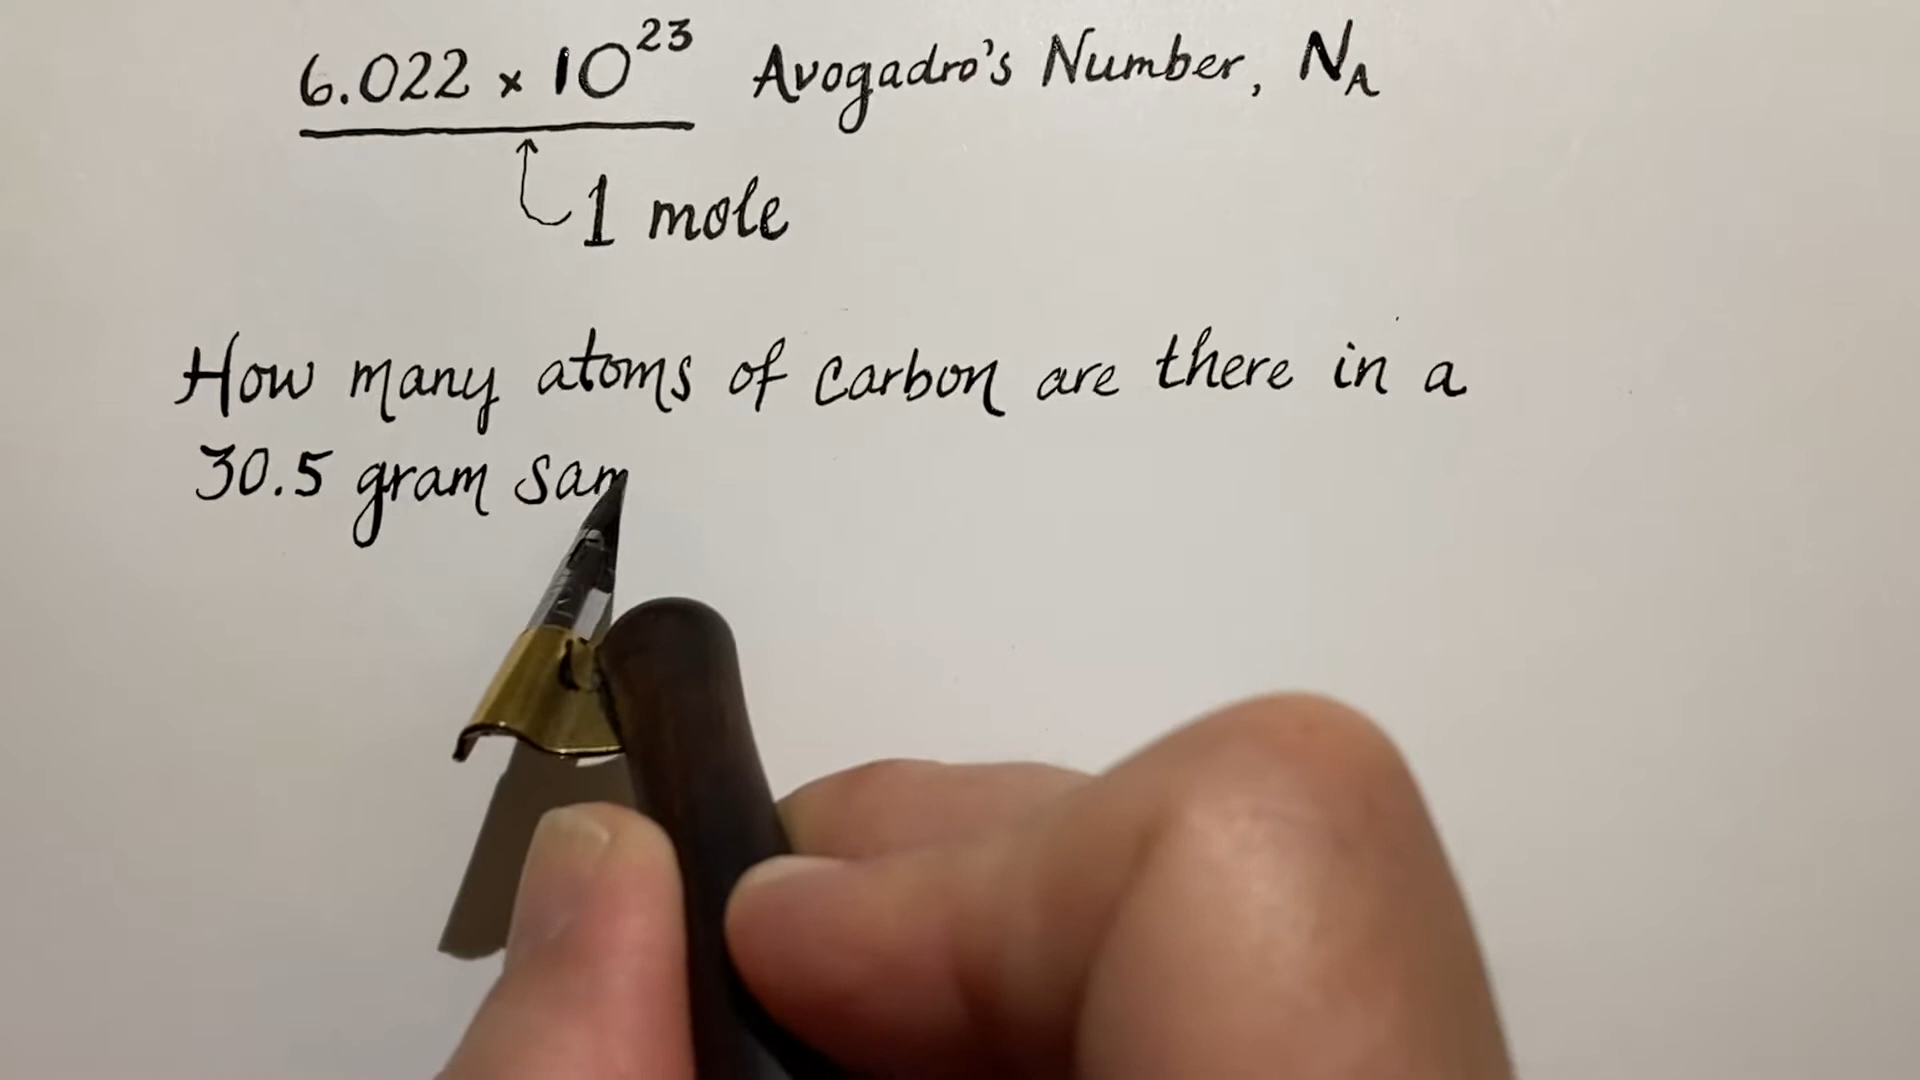 6.022 × 10²³ Avogadro's Number, Nₐ
1 mole
How many atoms of carbon are there in a
30.5 gram sam